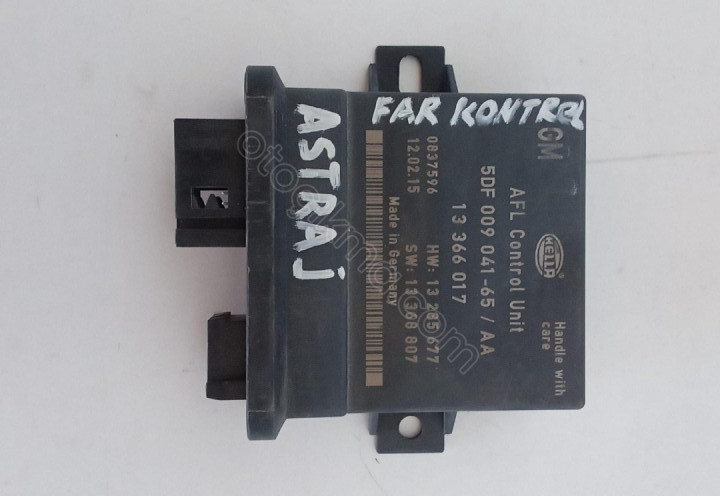 FAR KONTROL
ASTRA J
GM
HELLA
Handle with
care
AFL Control Unit
5DF 009 041-65 / AA
13 366 017
HW: 13 285 677
SW: 13 368 807
0837596
12.02.15
Made in Germany